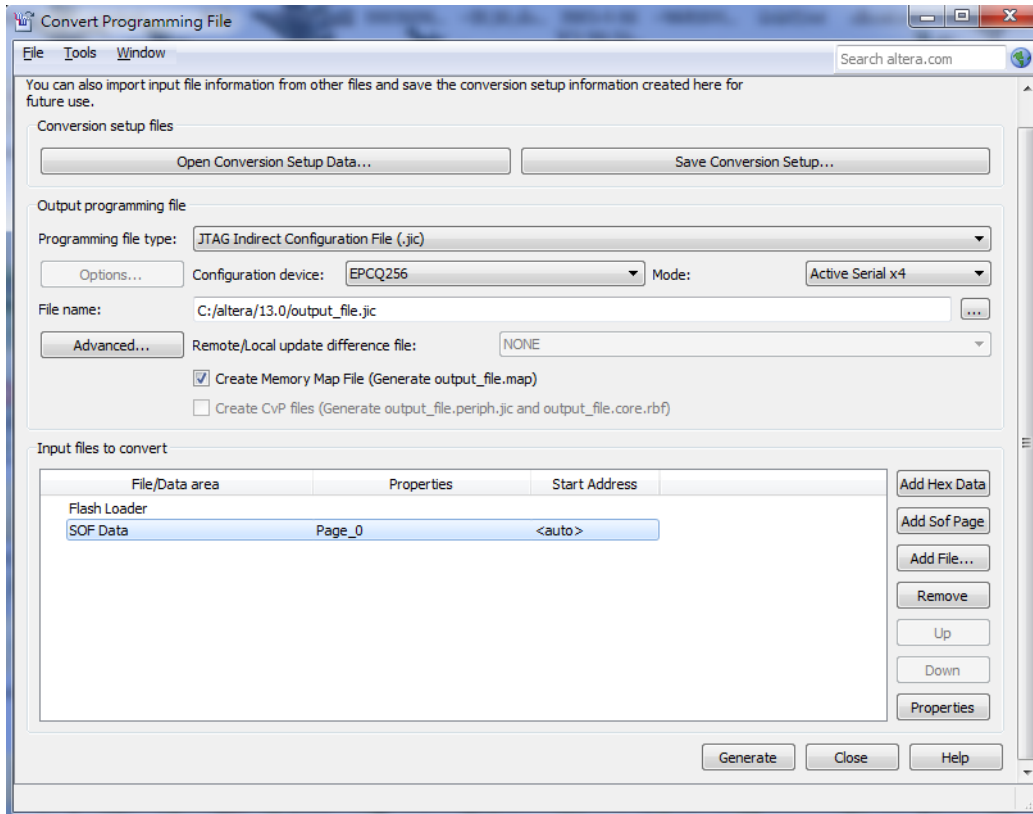 Convert Programming File
File Tools Window
Search altera.com
You can also import input file information from other files and save the conversion setup information created here for
future use.
Conversion setup files
Open Conversion Setup Data...
Save Conversion Setup...
Output programming file
Programming file type: JTAG Indirect Configuration File (.jic)
Options... Configuration device: EPCQ256 Mode: Active Serial x4
File name: C:/altera/13.0/output_file.jic ...
Advanced... Remote/Local update difference file: NONE
Create Memory Map File (Generate output_file.map)
Create CvP files (Generate output_file.periph.jic and output_file.core.rbf)
Input files to convert
File/Data area Properties Start Address
Flash Loader
SOF Data Page_0 <auto>
Add Hex Data
Add Sof Page
Add File...
Remove
Up
Down
Properties
Generate Close Help